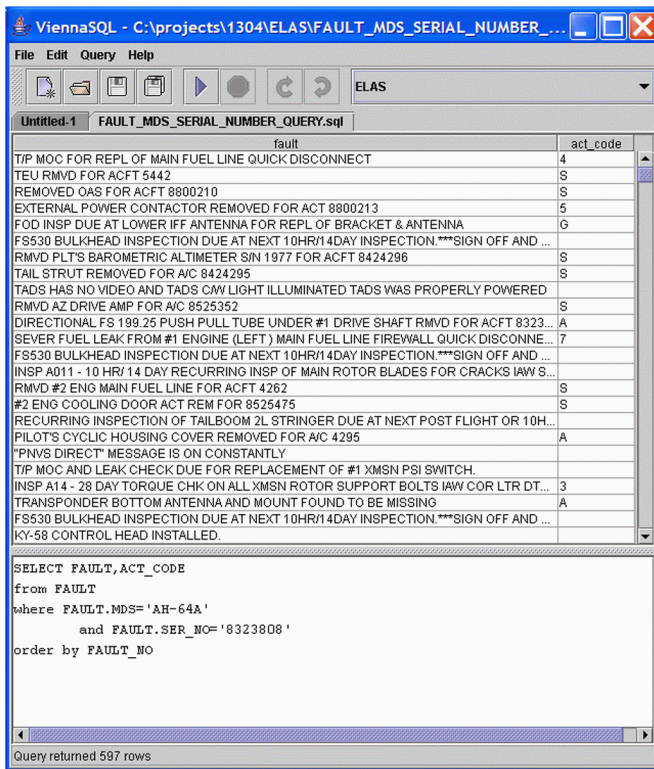 ViennaSQL - C:\projects\1304\ELAS\FAULT_MDS_SERIAL_NUMBER_...
File Edit Query Help
ELAS
Untitled-1 FAULT_MDS_SERIAL_NUMBER_QUERY.sql
fault act_code
T/P MOC FOR REPL OF MAIN FUEL LINE QUICK DISCONNECT 4
TEU RMVD FOR ACFT 5442 S
REMOVED OAS FOR ACFT 8800210 S
EXTERNAL POWER CONTACTOR REMOVED FOR ACT 8800213 5
FOD INSP DUE AT LOWER IFF ANTENNA FOR REPL OF BRACKET & ANTENNA G
FS530 BULKHEAD INSPECTION DUE AT NEXT 10HR/14DAY INSPECTION.***SIGN OFF AND ...
RMVD PLT'S BAROMETRIC ALTIMETER S/N 1977 FOR ACFT 8424296 S
TAIL STRUT REMOVED FOR A/C 8424295 S
TADS HAS NO VIDEO AND TADS C/W LIGHT ILLUMINATED TADS WAS PROPERLY POWERED
RMVD AZ DRIVE AMP FOR A/C 8525352 S
DIRECTIONAL FS 199.25 PUSH PULL TUBE UNDER #1 DRIVE SHAFT RMVD FOR ACFT 8323... A
SEVER FUEL LEAK FROM #1 ENGINE (LEFT ) MAIN FUEL LINE FIREWALL QUICK DISCONNE... 7
FS530 BULKHEAD INSPECTION DUE AT NEXT 10HR/14DAY INSPECTION.***SIGN OFF AND ...
INSP A011 - 10 HR/ 14 DAY RECURRING INSP OF MAIN ROTOR BLADES FOR CRACKS IAW S...
RMVD #2 ENG MAIN FUEL LINE FOR ACFT 4262 S
#2 ENG COOLING DOOR ACT REM FOR 8525475 S
RECURRING INSPECTION OF TAILBOOM 2L STRINGER DUE AT NEXT POST FLIGHT OR 10H...
PILOT'S CYCLIC HOUSING COVER REMOVED FOR A/C 4295 A
"PNVS DIRECT" MESSAGE IS ON CONSTANTLY
T/P MOC AND LEAK CHECK DUE FOR REPLACEMENT OF #1 XMSN PSI SWITCH.
INSP A14 - 28 DAY TORQUE CHK ON ALL XMSN ROTOR SUPPORT BOLTS IAW COR LTR DT... 3
TRANSPONDER BOTTOM ANTENNA AND MOUNT FOUND TO BE MISSING A
FS530 BULKHEAD INSPECTION DUE AT NEXT 10HR/14DAY INSPECTION.***SIGN OFF AND ...
KY-58 CONTROL HEAD INSTALLED.
SELECT FAULT,ACT_CODE
from FAULT
where FAULT.MDS='AH-64A'
and FAULT.SER_NO='8323808'
order by FAULT_NO
Query returned 597 rows